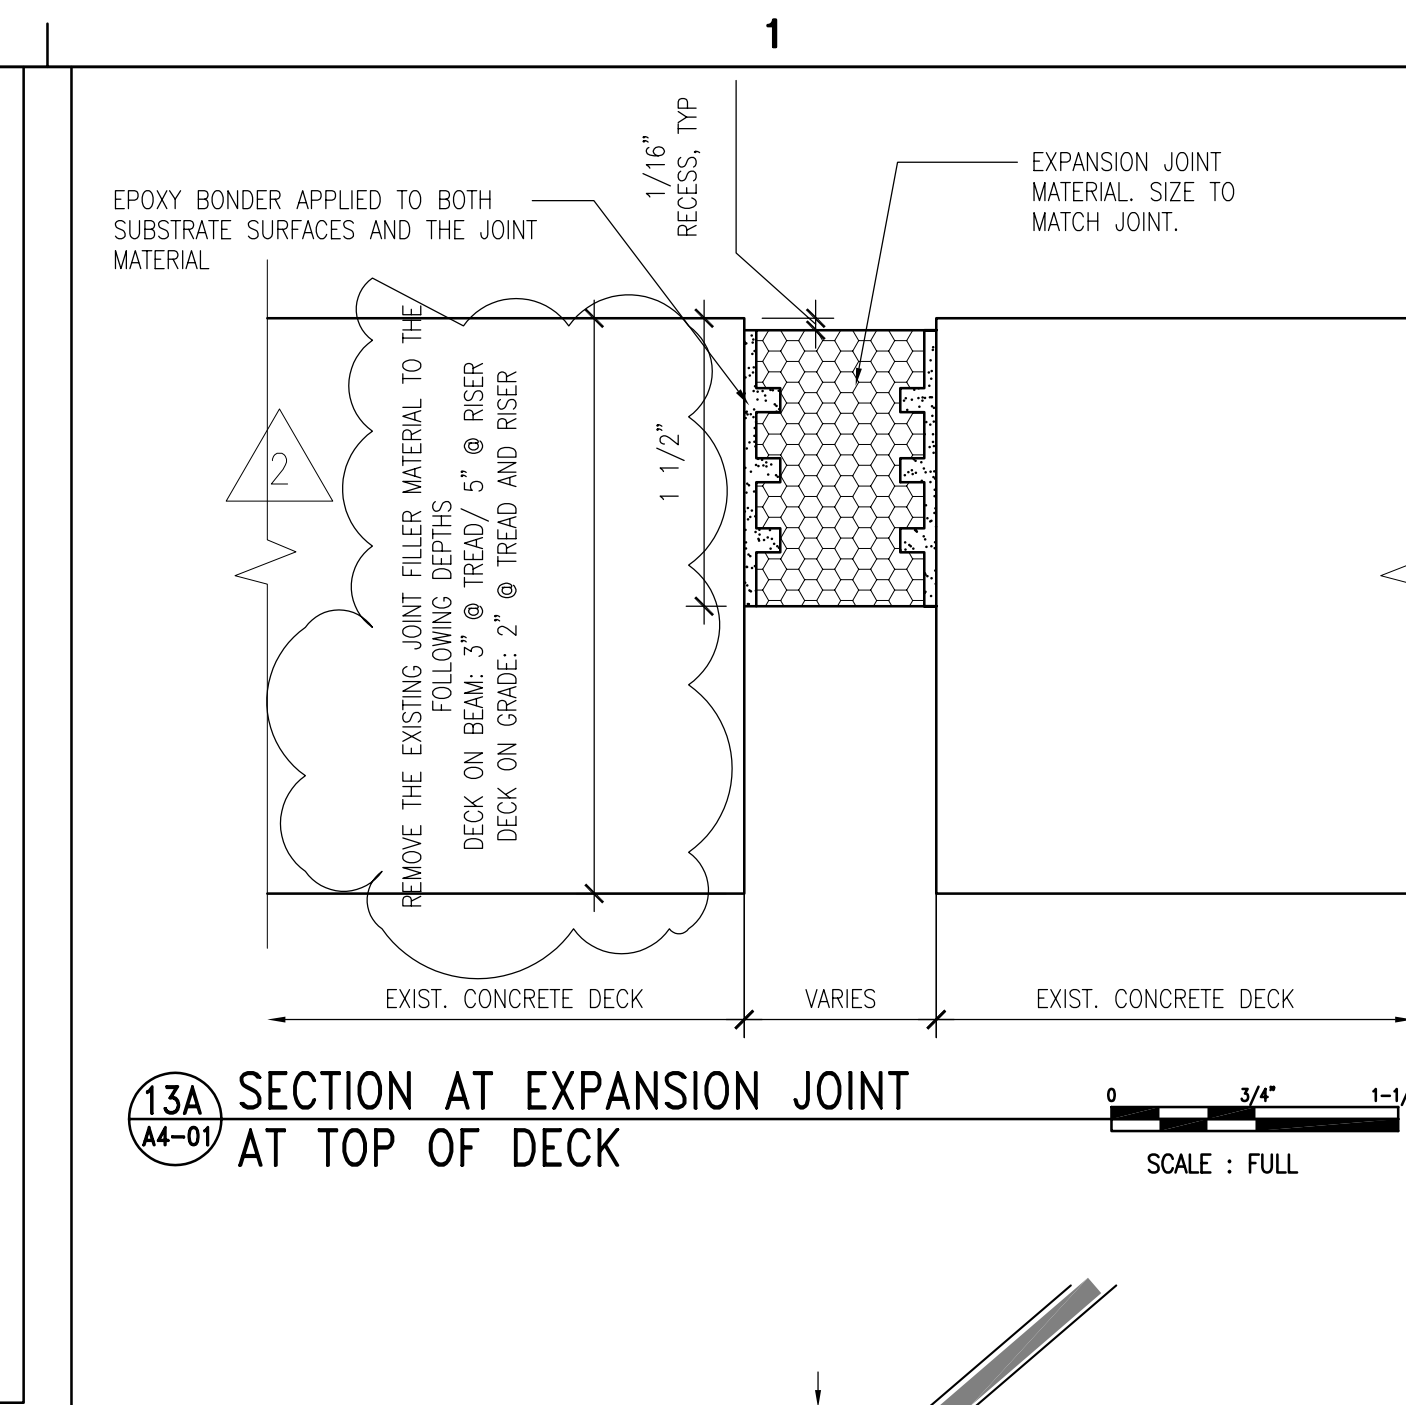 1
1/16”
RECESS, TYP
EXPANSION JOINT
MATERIAL. SIZE TO
MATCH JOINT.
EPOXY BONDER APPLIED TO BOTH
SUBSTRATE SURFACES AND THE JOINT
MATERIAL
2
REMOVE THE EXISTING JOINT FILLER MATERIAL TO THE
FOLLOWING DEPTHS
DECK ON BEAM: 3” @ TREAD/ 5” @ RISER
DECK ON GRADE: 2” @ TREAD AND RISER
1 1/2”
EXIST. CONCRETE DECK
VARIES
EXIST. CONCRETE DECK
13A
A4-01
SECTION AT EXPANSION JOINT
AT TOP OF DECK
0
3/4"
1-1/
SCALE : FULL